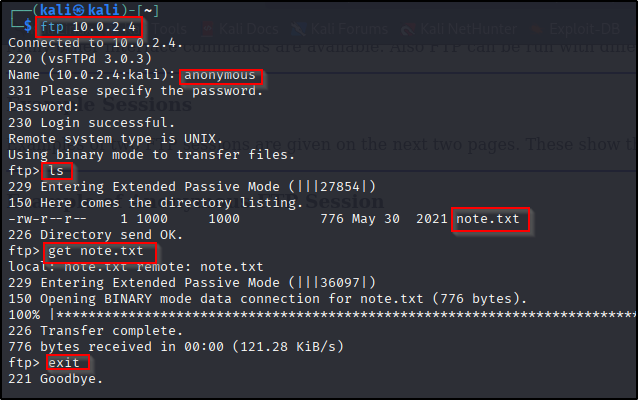 ┌──(kali㉿kali)-[~]
└─$ ftp 10.0.2.4
Connected to 10.0.2.4.
220 (vsFTPd 3.0.3)
Name (10.0.2.4:kali): anonymous
331 Please specify the password.
Password:
230 Login successful.
Remote system type is UNIX.
Using binary mode to transfer files.
ftp> ls
229 Entering Extended Passive Mode (|||27854|)
150 Here comes the directory listing.
-rw-r--r--    1 1000     1000          776 May 30  2021 note.txt
226 Directory send OK.
ftp> get note.txt
local: note.txt remote: note.txt
229 Entering Extended Passive Mode (|||36097|)
150 Opening BINARY mode data connection for note.txt (776 bytes).
100% |***********************************************************************
226 Transfer complete.
776 bytes received in 00:00 (121.28 KiB/s)
ftp> exit
221 Goodbye.